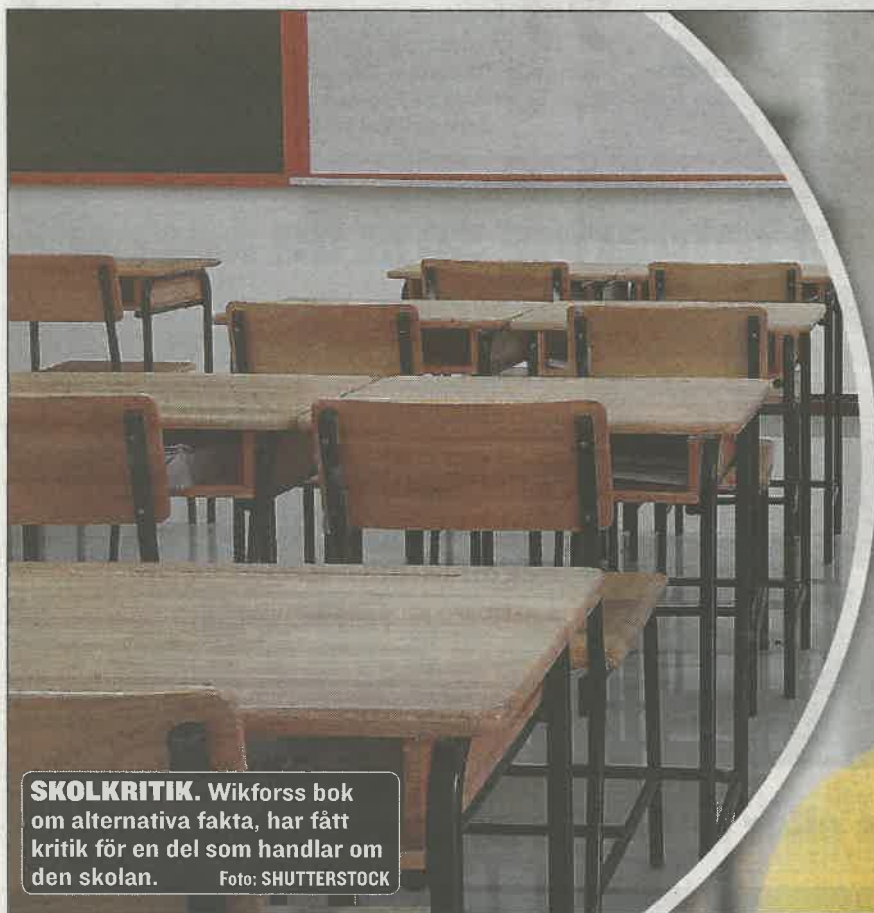 SKOLKRITIK. Wikforss bok
om alternativa fakta, har fått
kritik för en del som handlar om
den skolan. Foto: SHUTTERSTOCK